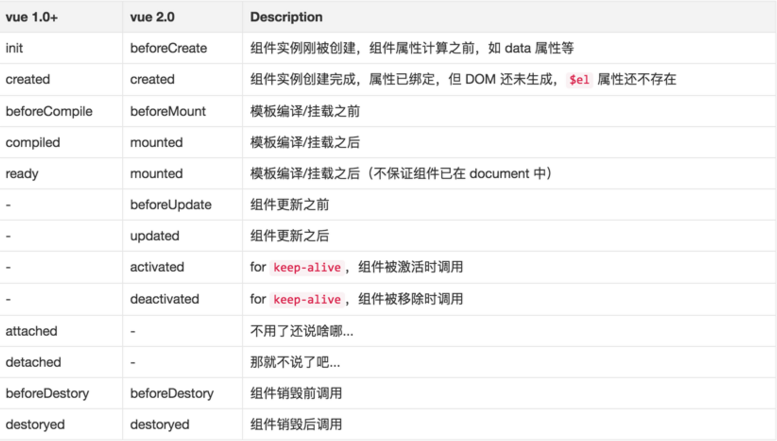 vue 1.0+ vue 2.0 Description
init beforeCreate 组件实例刚被创建，组件属性计算之前，如 data 属性等
created created 组件实例创建完成，属性已绑定，但 DOM 还未生成， $el 属性还不存在
beforeCompile beforeMount 模板编译/挂载之前
compiled mounted 模板编译/挂载之后
ready mounted 模板编译/挂载之后（不保证组件已在 document 中）
- beforeUpdate 组件更新之前
- updated 组件更新之后
- activated for keep-alive ，组件被激活时调用
- deactivated for keep-alive ，组件被移除时调用
attached - 不用了还说啥哪...
detached - 那就不说了吧...
beforeDestory beforeDestory 组件销毁前调用
destoryed destoryed 组件销毁后调用